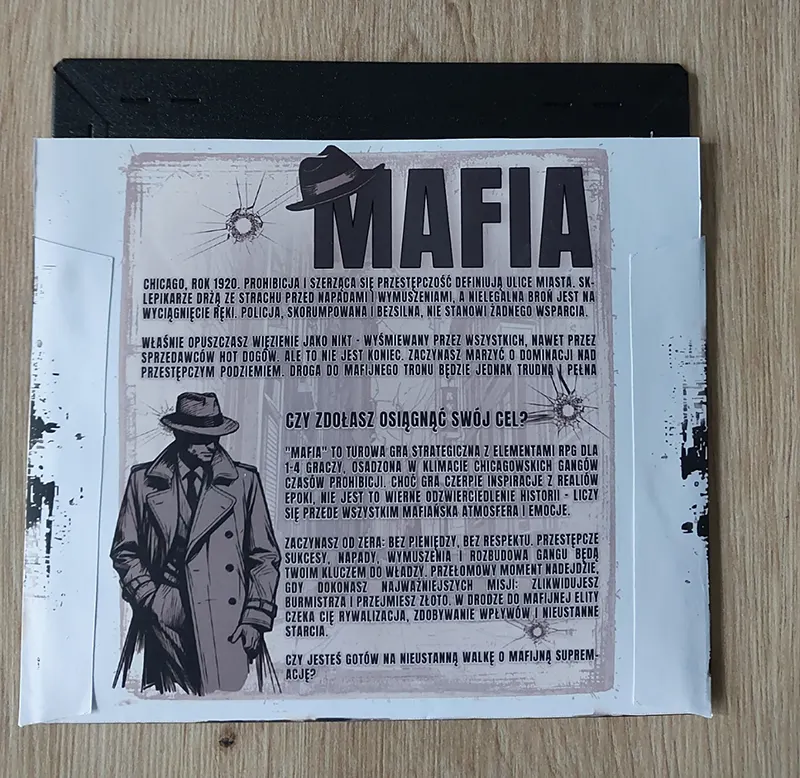 MAFIA
CHICAGO, ROK 1920. PROHIBICJA I SZERZĄCA SIĘ PRZESTĘPCZOŚĆ DEFINIUJĄ ULICE MIASTA. SK-
LEPIKARZE DRŻĄ ZE STRACHU PRZED NAPADAMI I WYMUSZENIAMI, A NIELEGALNA BROŃ JEST NA
WYCIĄGNIĘCIE RĘKI. POLICJA, SKORUMPOWANA I BEZSILNA, NIE STANOWI ŻADNEGO WSPARCIA.
WŁAŚNIE OPUSZCZASZ WIĘZIENIE JAKO NIKT - WYŚMIEWANY PRZEZ WSZYSTKICH, NAWET PRZEZ
SPRZEDAWCÓW HOT DOGÓW. ALE TO NIE JEST KONIEC. ZACZYNASZ MARZYĆ O DOMINACJI NAD
PRZESTĘPCZYM PODZIEMIEM. DROGA DO MAFIJNEGO TRONU BĘDZIE JEDNAK TRUDNA I PEŁNA
CZY ZDOŁASZ OSIĄGNĄĆ SWÓJ CEL?
"MAFIA" TO TUROWA GRA STRATEGICZNA Z ELEMENTAMI RPG DLA
1-4 GRACZY, OSADZONA W KLIMACIE CHICAGOWSKICH GANGÓW
CZASÓW PROHIBICJI. CHOĆ GRA CZERPIE INSPIRACJE Z REALIÓW
EPOKI, NIE JEST TO WIERNE ODZWIERCIEDLENIE HISTORII - LICZY
SIĘ PRZEDE WSZYSTKIM MAFIAŃSKA ATMOSFERA I EMOCJE.
ZACZYNASZ OD ZERA: BEZ PIENIĘDZY, BEZ RESPEKTU. PRZESTĘPCZE
SUKCESY, NAPADY, WYMUSZENIA I ROZBUDOWA GANGU BĘDĄ
TWOIM KLUCZEM DO WŁADZY. PRZEŁOMOWY MOMENT NADEJDZIE,
GDY DOKONASZ NAJWAŻNIEJSZYCH MISJI: ZLIKWIDUJESZ
BURMISTRZA I PRZEJMIESZ ZŁOTO. W DRODZE DO MAFIJNEJ ELITY
CZEKA CIĘ RYWALIZACJA, ZDOBYWANIE WPŁYWÓW I NIEUSTANNE
STARCIA.
CZY JESTEŚ GOTÓW NA NIEUSTANNĄ WALKĘ O MAFIJNĄ SUPREM-
ACJĘ?